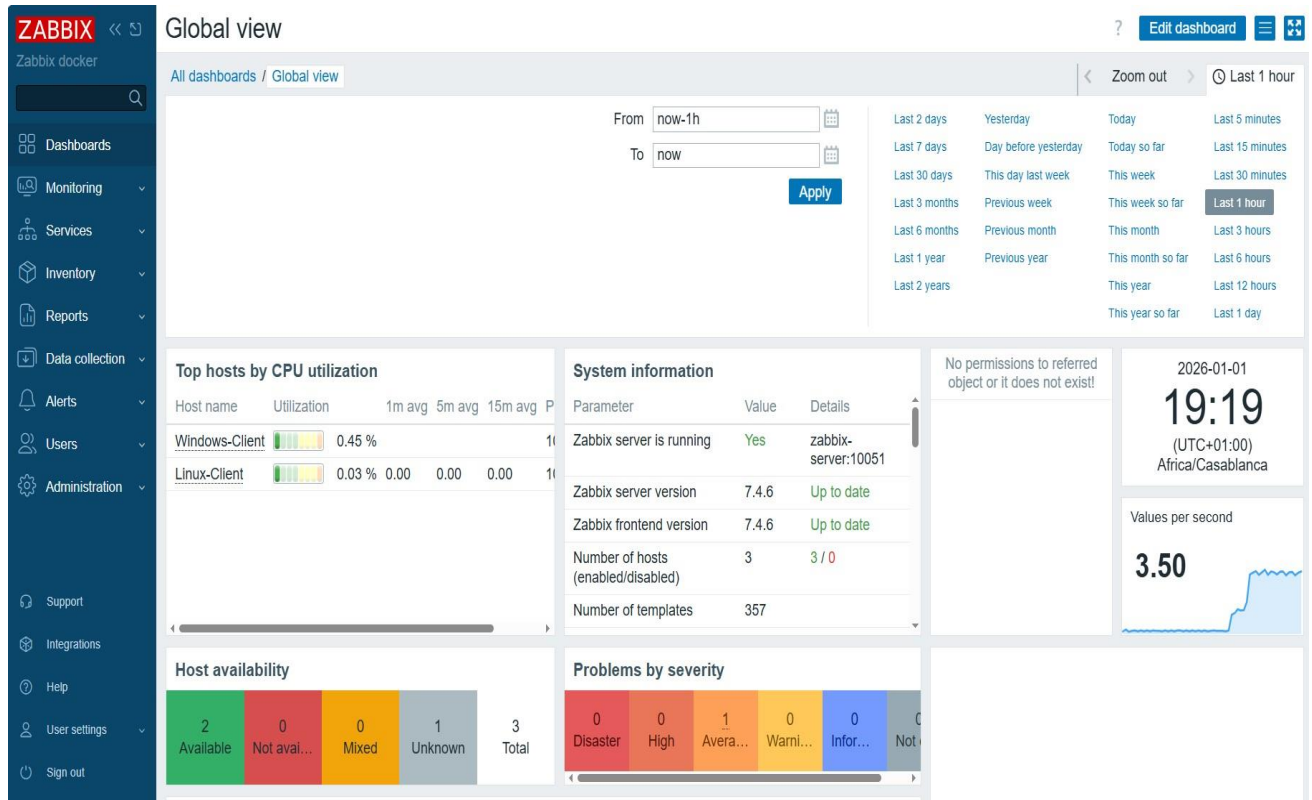 ZABBIX
Zabbix docker
Dashboards
Monitoring
Services
Inventory
Reports
Data collection
Alerts
Users
Administration
Support
Integrations
Help
User settings
Sign out
Global view
? Edit dashboard
All dashboards / Global view
Zoom out Last 1 hour
From now-1h
To now
Apply
Last 2 days Yesterday Today Last 5 minutes
Last 7 days Day before yesterday Today so far Last 15 minutes
Last 30 days This day last week This week Last 30 minutes
Last 3 months Previous week This week so far Last 1 hour
Last 6 months Previous month This month Last 3 hours
Last 1 year Previous year This month so far Last 6 hours
Last 2 years This year Last 12 hours
This year so far Last 1 day
Top hosts by CPU utilization
Host name Utilization 1m avg 5m avg 15m avg P
Windows-Client 0.45 %
Linux-Client 0.03 % 0.00 0.00 0.00
System information
Parameter Value Details
Zabbix server is running Yes zabbix-
server:10051
Zabbix server version 7.4.6 Up to date
Zabbix frontend version 7.4.6 Up to date
Number of hosts
(enabled/disabled) 3 3 / 0
Number of templates 357
No permissions to referred
object or it does not exist!
2026-01-01
19:19
(UTC+01:00)
Africa/Casablanca
Values per second
3.50
Host availability
2 0 0 1 3
Available Not avai... Mixed Unknown Total
Problems by severity
0 0 1 0 0
Disaster High Avera... Warni... Infor... Not